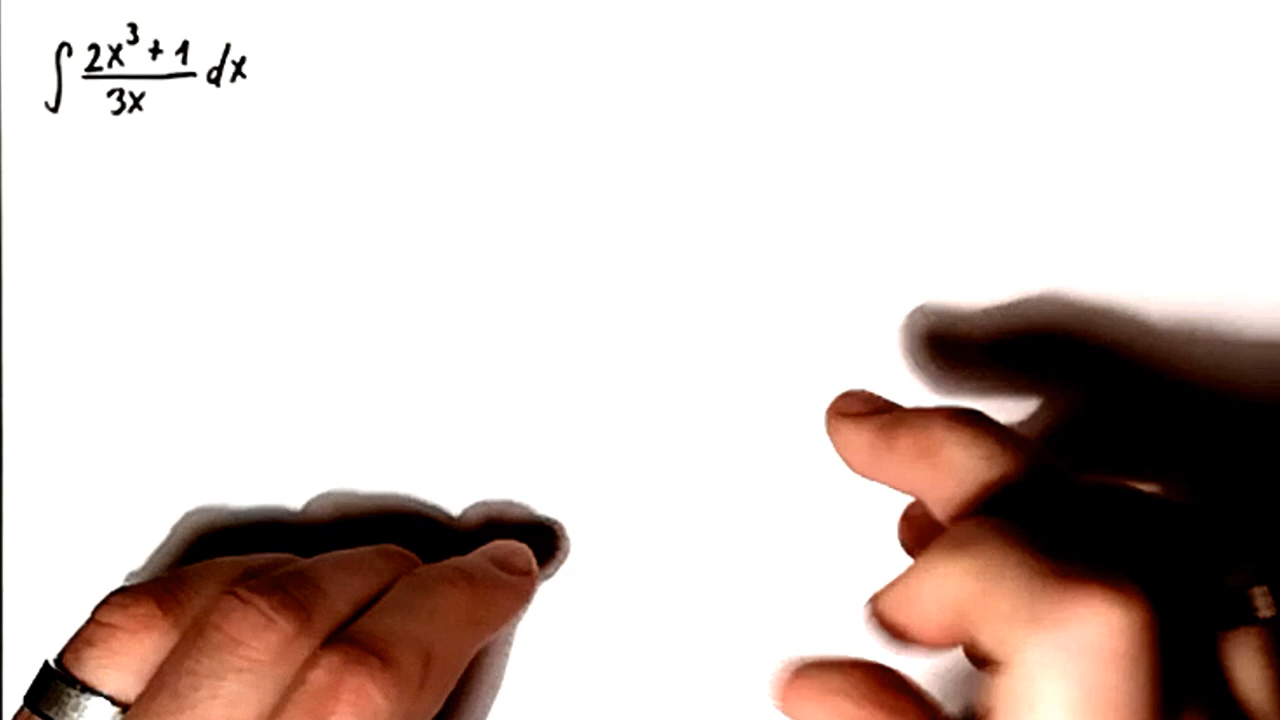 ∫ (2x³ + 1)/(3x) dx